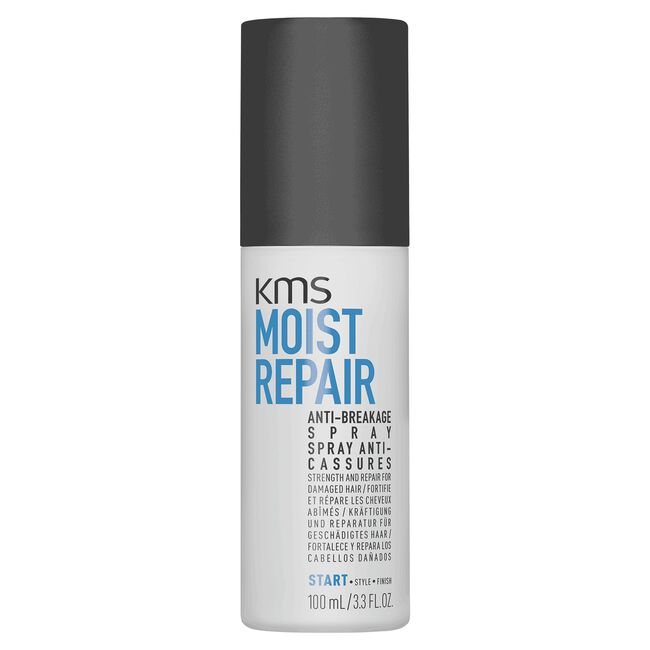 KMS
MOIST
REPAIR
ANTI-BREAKAGE
SPRAY
SPRAY ANTI-
CASSURES
STRENGTH AND REPAIR FOR
DAMAGED HAIR / FORTIFIE
ET RÉPARE LES CHEVEUX
ABÎMÉS / KRÄFTIGUNG
UND REPARATUR FÜR
GESCHÄDIGTES HAAR /
FORTALECE Y REPARA LOS
CABELLOS DAÑADOS
START • STYLE • FINISH
100 mL/3.3 FL.OZ.